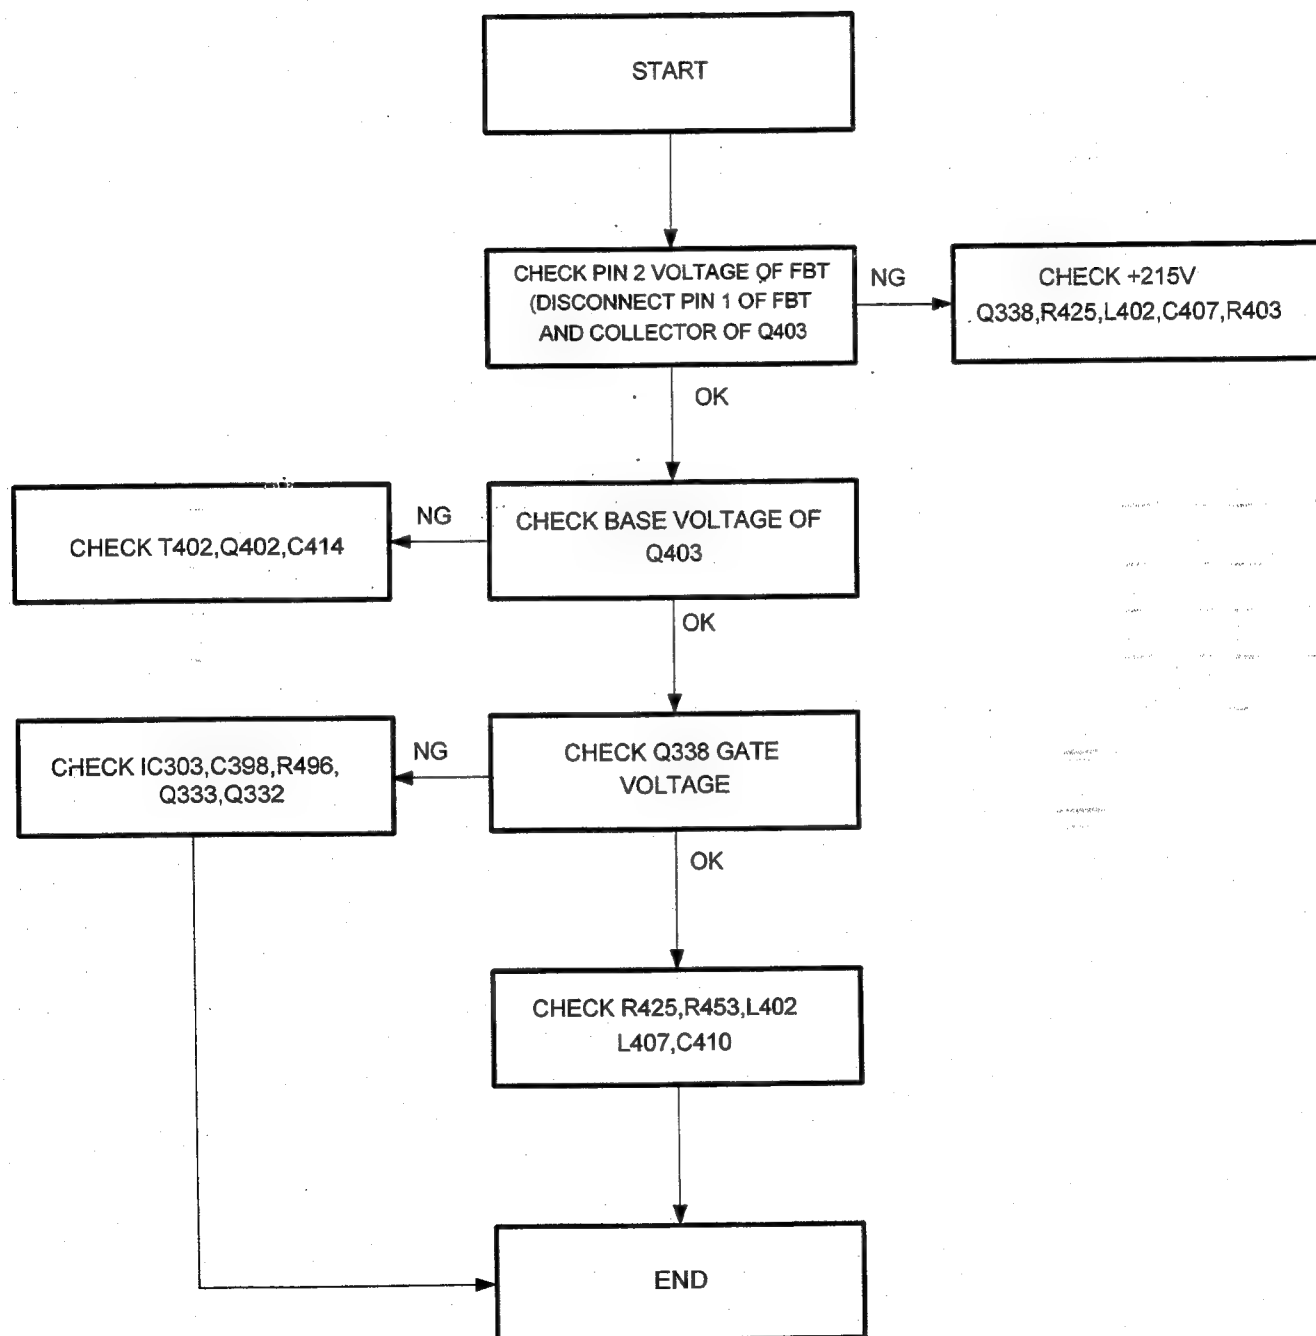 START
CHECK PIN 2 VOLTAGE OF FBT
(DISCONNECT PIN 1 OF FBT
AND COLLECTOR OF Q403
NG
CHECK +215V
Q338,R425,L402,C407,R403
OK
CHECK BASE VOLTAGE OF
Q403
NG
CHECK T402,Q402,C414
OK
CHECK Q338 GATE
VOLTAGE
NG
CHECK IC303,C398,R496,
Q333,Q332
OK
CHECK R425,R453,L402
L407,C410
END